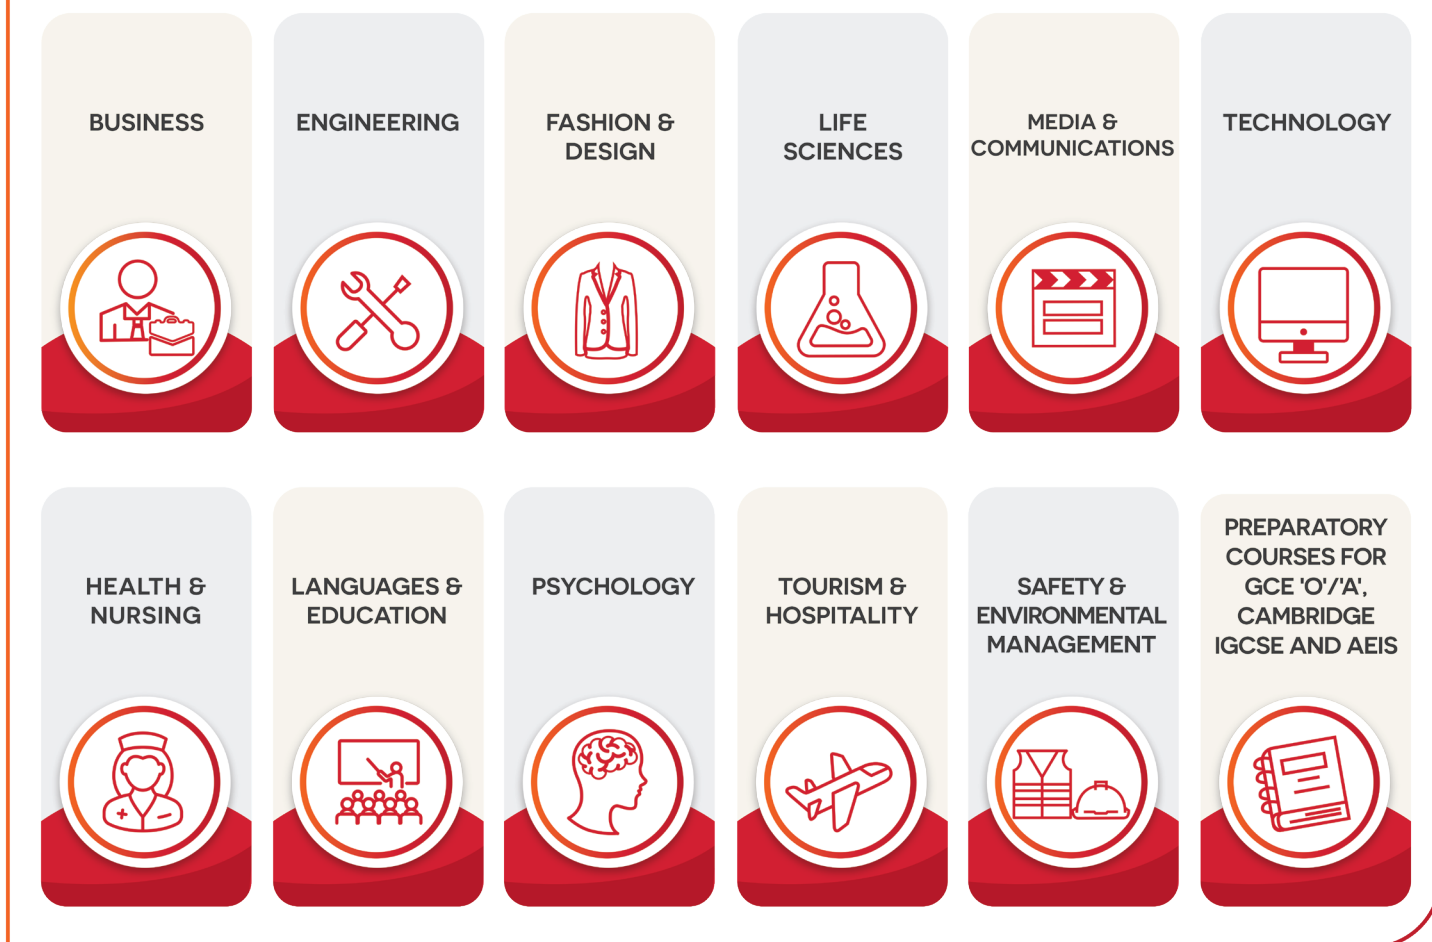 BUSINESS
ENGINEERING
FASHION &
DESIGN
LIFE
SCIENCES
MEDIA &
COMMUNICATIONS
TECHNOLOGY
HEALTH &
NURSING
LANGUAGES &
EDUCATION
PSYCHOLOGY
TOURISM &
HOSPITALITY
SAFETY &
ENVIRONMENTAL
MANAGEMENT
PREPARATORY
COURSES FOR
GCE 'O'/'A',
CAMBRIDGE
IGCSE AND AEIS